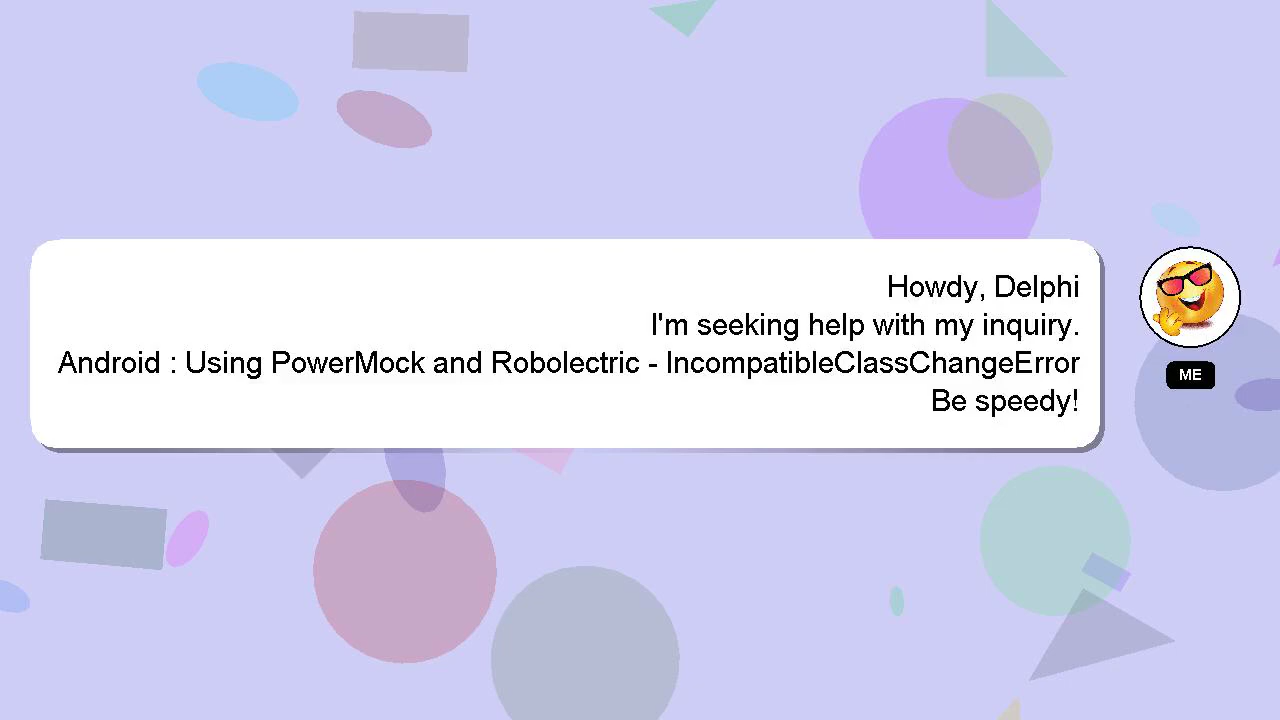 Howdy, Delphi
I'm seeking help with my inquiry.
Android : Using PowerMock and Robolectric - IncompatibleClassChangeError
Be speedy!
ME